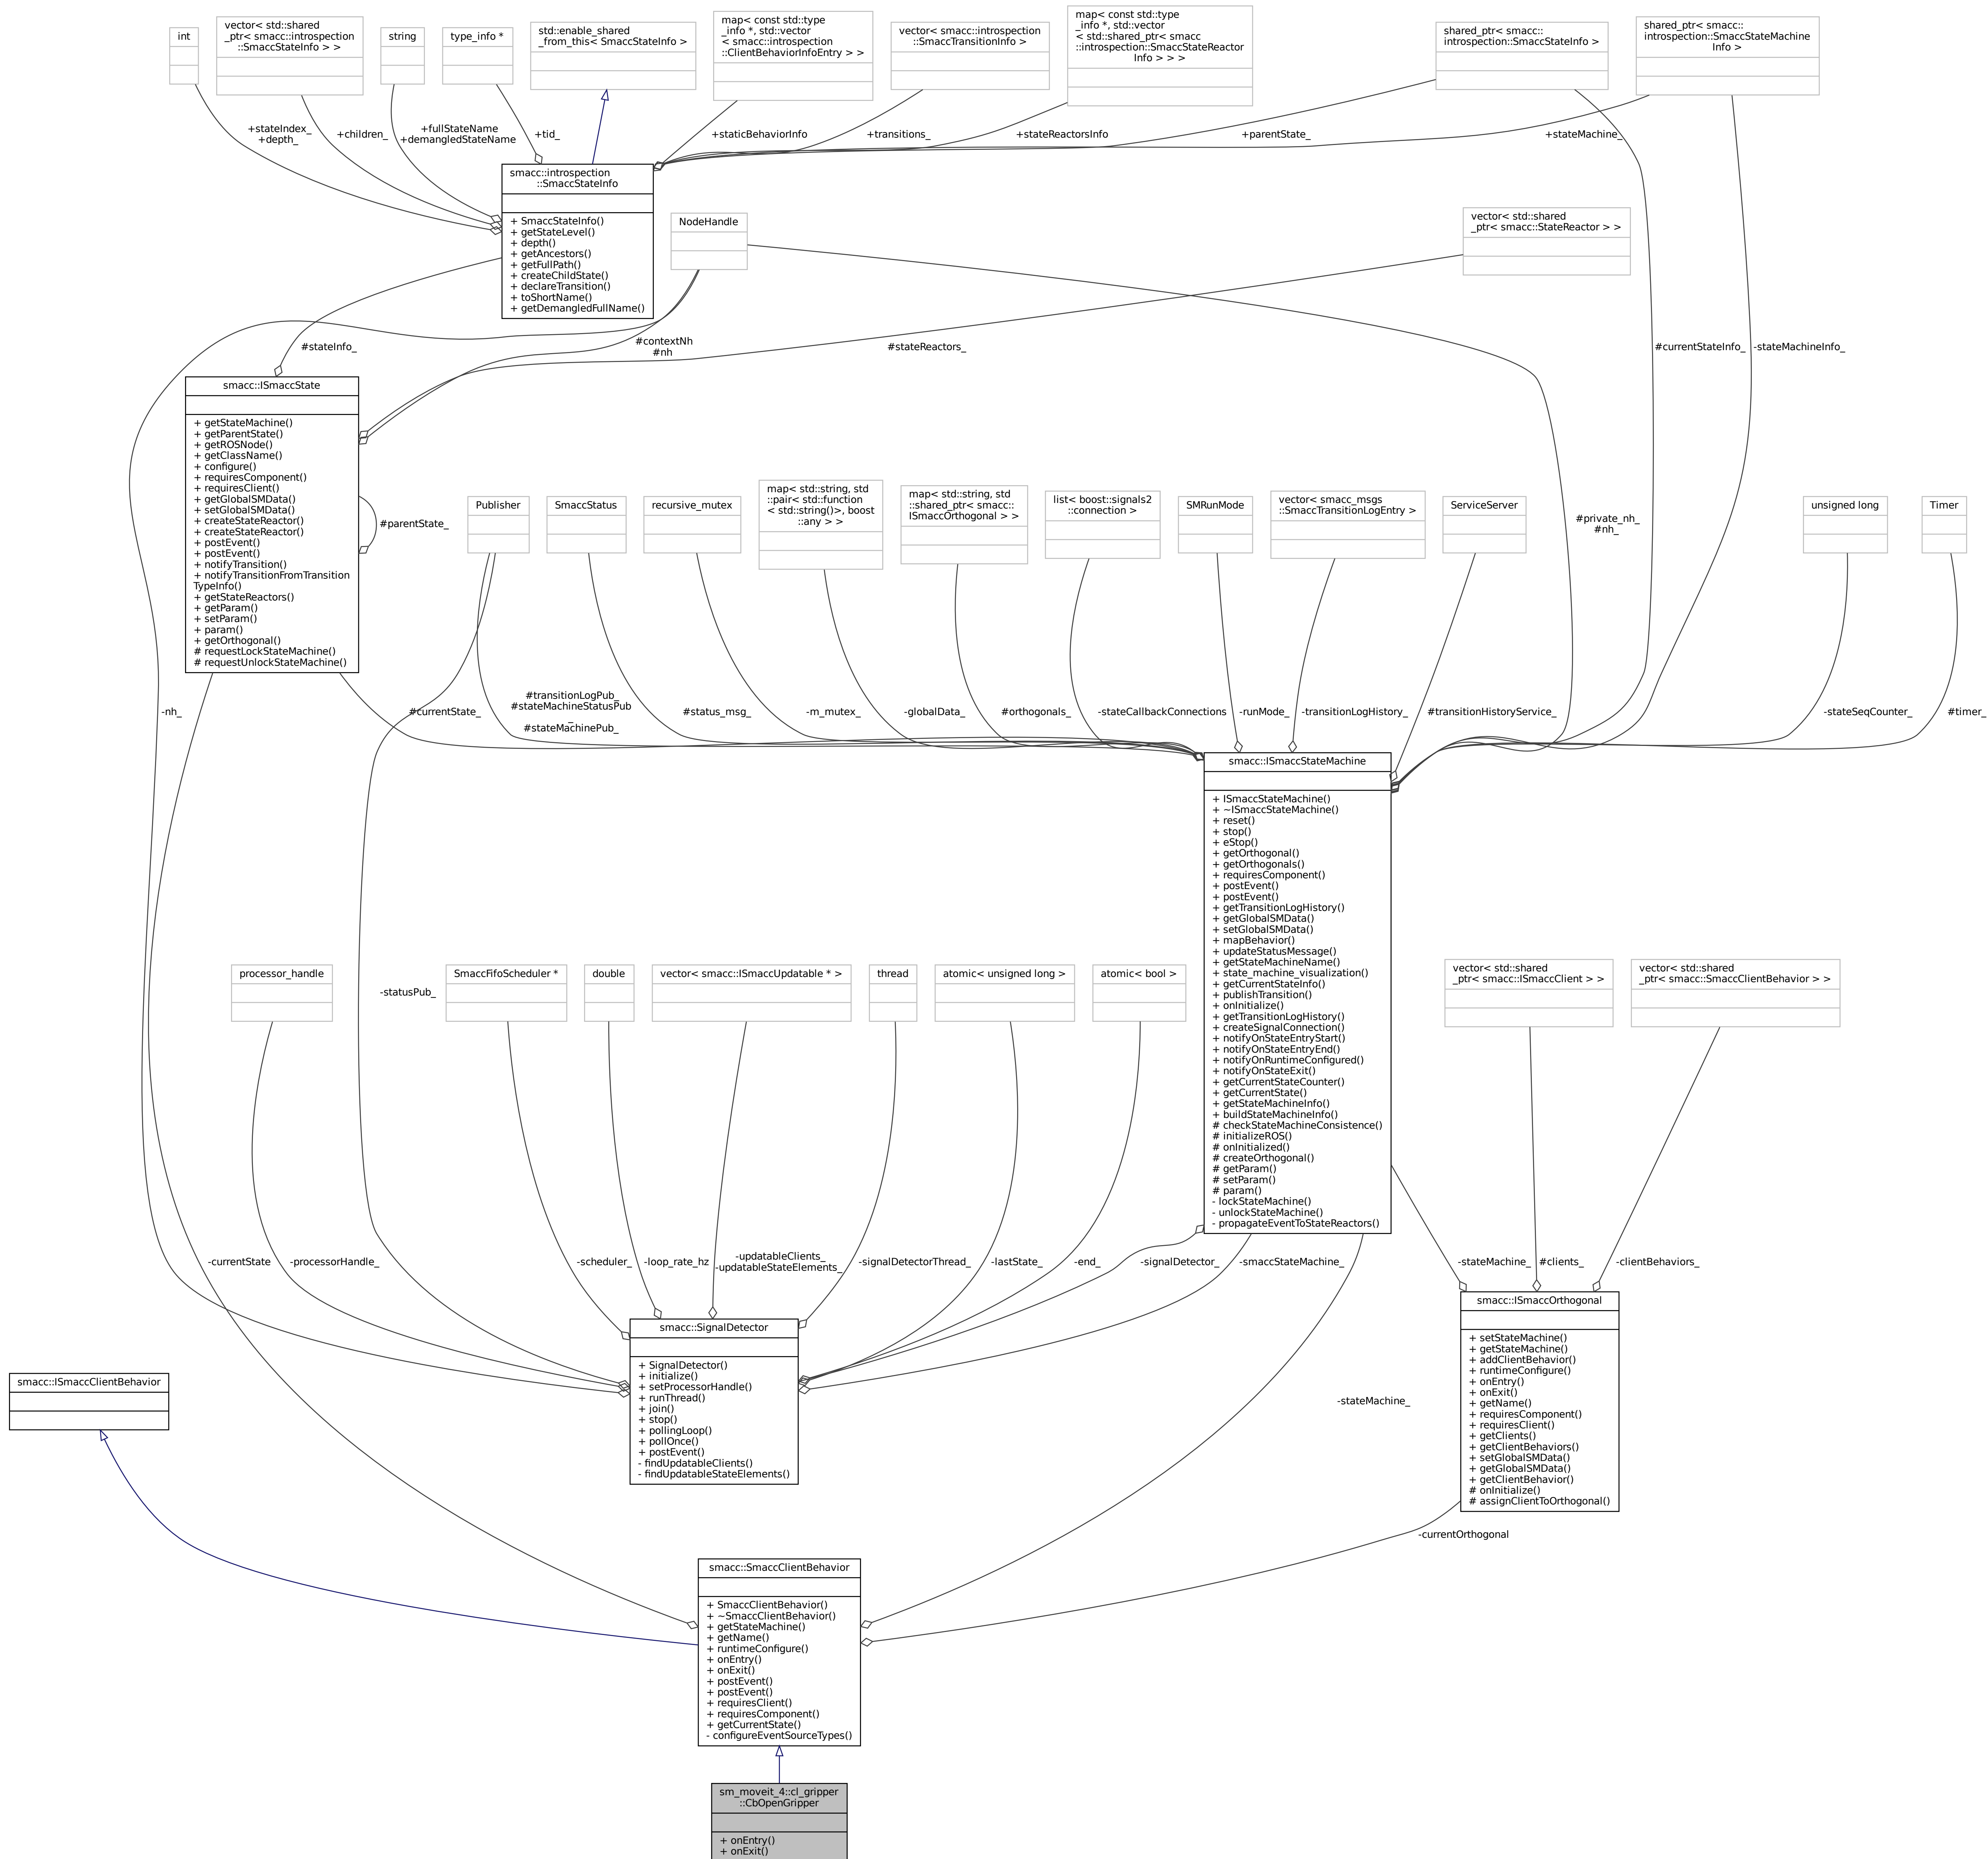 int
vector< std::shared
_ptr< smacc::introspection
::SmaccStateInfo > >
string
type_info *
std::enable_shared
_from_this< SmaccStateInfo >
map< const std::type
_info *, std::vector
< smacc::introspection
::ClientBehaviorInfoEntry > >
vector< smacc::introspection
::SmaccTransitionInfo >
map< const std::type
_info *, std::vector
< std::shared_ptr< smacc
::introspection::SmaccStateReactor
Info > > >
shared_ptr< smacc::
introspection::SmaccStateInfo >
shared_ptr< smacc::
introspection::SmaccStateMachine
Info >
+stateIndex_
+depth_
+children_
+fullStateName
+demangledStateName
+tid_
+staticBehaviorInfo
+transitions_
+stateReactorsInfo
+parentState_
+stateMachine_
smacc::introspection
::SmaccStateInfo
+ SmaccStateInfo()
+ getStateLevel()
+ depth()
+ getAncestors()
+ getFullPath()
+ createChildState()
+ declareTransition()
+ toShortName()
+ getDemangledFullName()
NodeHandle
vector< std::shared
_ptr< smacc::StateReactor > >
#stateInfo_
#contextNh
#nh
#stateReactors_
#currentStateInfo_
-stateMachineInfo_
smacc::ISmaccState
+ getStateMachine()
+ getParentState()
+ getROSNode()
+ getClassName()
+ configure()
+ requiresComponent()
+ requiresClient()
+ getGlobalSMData()
+ setGlobalSMData()
+ createStateReactor()
+ createStateReactor()
+ postEvent()
+ postEvent()
+ notifyTransition()
+ notifyTransitionFromTransition
TypeInfo()
+ getStateReactors()
+ getParam()
+ setParam()
+ param()
+ getOrthogonal()
# requestLockStateMachine()
# requestUnlockStateMachine()
#parentState_
Publisher
SmaccStatus
recursive_mutex
map< std::string, std
::pair< std::function
< std::string()>, boost
::any > >
map< std::string, std
::shared_ptr< smacc::
ISmaccOrthogonal > >
list< boost::signals2
::connection >
SMRunMode
vector< smacc_msgs
::SmaccTransitionLogEntry >
ServiceServer
#private_nh_
#nh_
unsigned long
Timer
-nh_
#currentState_
#transitionLogPub_
#stateMachineStatusPub
_
#stateMachinePub_
#status_msg_
-m_mutex_
-globalData_
#orthogonals_
-stateCallbackConnections
-runMode_
-transitionLogHistory_
#transitionHistoryService_
-stateSeqCounter_
#timer_
smacc::ISmaccStateMachine
+ ISmaccStateMachine()
+ ~ISmaccStateMachine()
+ reset()
+ stop()
+ eStop()
+ getOrthogonal()
+ getOrthogonals()
+ requiresComponent()
+ postEvent()
+ postEvent()
+ getTransitionLogHistory()
+ getGlobalSMData()
+ setGlobalSMData()
+ mapBehavior()
+ updateStatusMessage()
+ getStateMachineName()
+ state_machine_visualization()
+ getCurrentStateInfo()
+ publishTransition()
+ onInitialize()
+ getTransitionLogHistory()
+ createSignalConnection()
+ notifyOnStateEntryStart()
+ notifyOnStateEntryEnd()
+ notifyOnRuntimeConfigured()
+ notifyOnStateExit()
+ getCurrentStateCounter()
+ getCurrentState()
+ getStateMachineInfo()
+ buildStateMachineInfo()
# checkStateMachineConsistence()
# initializeROS()
# onInitialized()
# createOrthogonal()
# getParam()
# setParam()
# param()
- lockStateMachine()
- unlockStateMachine()
- propagateEventToStateReactors()
processor_handle
-statusPub_
SmaccFifoScheduler *
double
vector< smacc::ISmaccUpdatable * >
thread
atomic< unsigned long >
atomic< bool >
vector< std::shared
_ptr< smacc::ISmaccClient > >
vector< std::shared
_ptr< smacc::SmaccClientBehavior > >
-currentState
-processorHandle_
-scheduler_
-loop_rate_hz
-updatableClients_
-updatableStateElements_
-signalDetectorThread_
-lastState_
-end_
-signalDetector_
-smaccStateMachine_
-stateMachine_
#clients_
-clientBehaviors_
smacc::SignalDetector
+ SignalDetector()
+ initialize()
+ setProcessorHandle()
+ runThread()
+ join()
+ stop()
+ pollingLoop()
+ pollOnce()
+ postEvent()
- findUpdatableClients()
- findUpdatableStateElements()
smacc::ISmaccOrthogonal
+ setStateMachine()
+ getStateMachine()
+ addClientBehavior()
+ runtimeConfigure()
+ onEntry()
+ onExit()
+ getName()
+ requiresComponent()
+ requiresClient()
+ getClients()
+ getClientBehaviors()
+ setGlobalSMData()
+ getGlobalSMData()
+ getClientBehavior()
# onInitialize()
# assignClientToOrthogonal()
smacc::ISmaccClientBehavior
-stateMachine_
-currentOrthogonal
smacc::SmaccClientBehavior
+ SmaccClientBehavior()
+ ~SmaccClientBehavior()
+ getStateMachine()
+ getName()
+ runtimeConfigure()
+ onEntry()
+ onExit()
+ postEvent()
+ postEvent()
+ requiresClient()
+ requiresComponent()
+ getCurrentState()
- configureEventSourceTypes()
sm_moveit_4::cl_gripper
::CbOpenGripper
+ onEntry()
+ onExit()